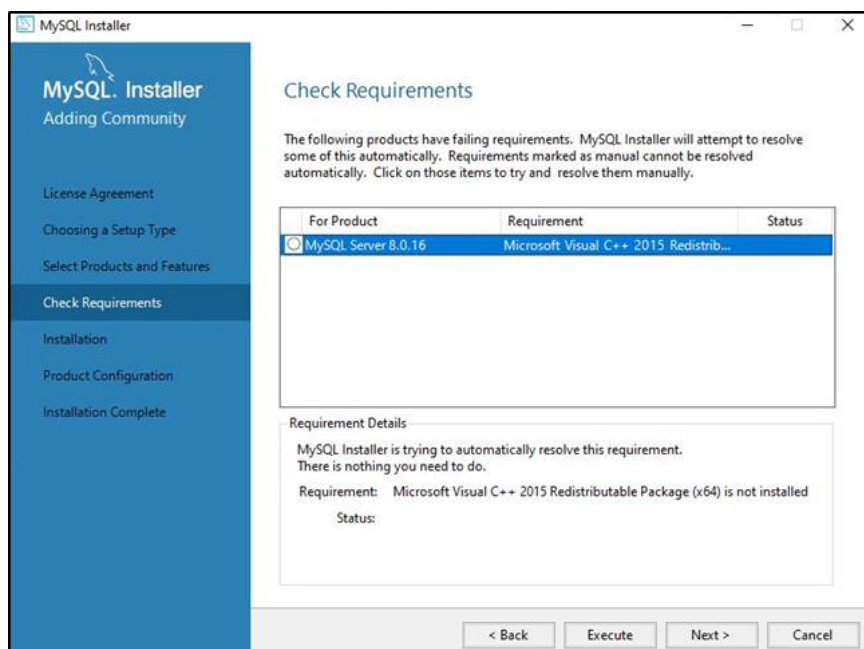 MySQL Installer
MySQL. Installer
Adding Community
License Agreement
Choosing a Setup Type
Select Products and Features
Check Requirements
Installation
Product Configuration
Installation Complete
Check Requirements
The following products have failing requirements. MySQL Installer will attempt to resolve
some of this automatically. Requirements marked as manual cannot be resolved
automatically. Click on those items to try and resolve them manually.
For Product Requirement Status
MySQL Server 8.0.16 Microsoft Visual C++ 2015 Redistrib...
Requirement Details
MySQL Installer is trying to automatically resolve this requirement.
There is nothing you need to do.
Requirement: Microsoft Visual C++ 2015 Redistributable Package (x64) is not installed
Status:
< Back Execute Next > Cancel